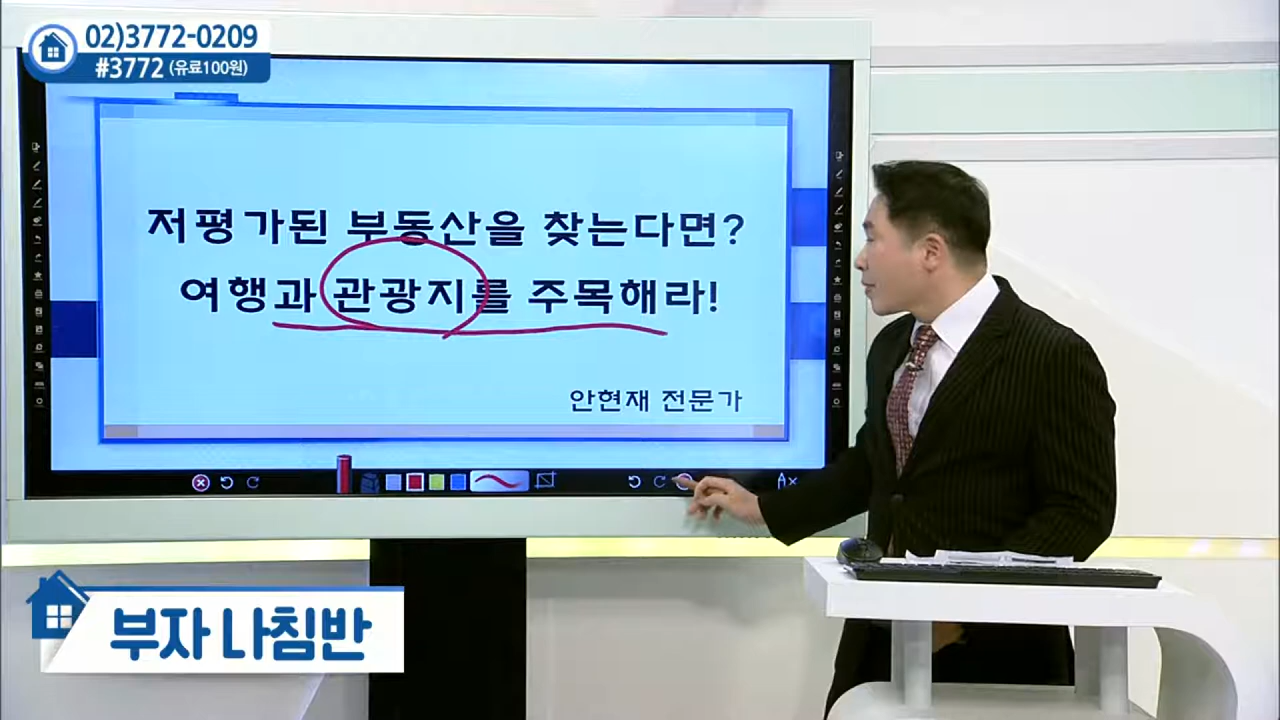 02)3772-0209
#3772 (유료100원)
저평가된 부동산을 찾는다면?
여행과 관광지를 주목해라!
안현재 전문가
A×
부자 나침반